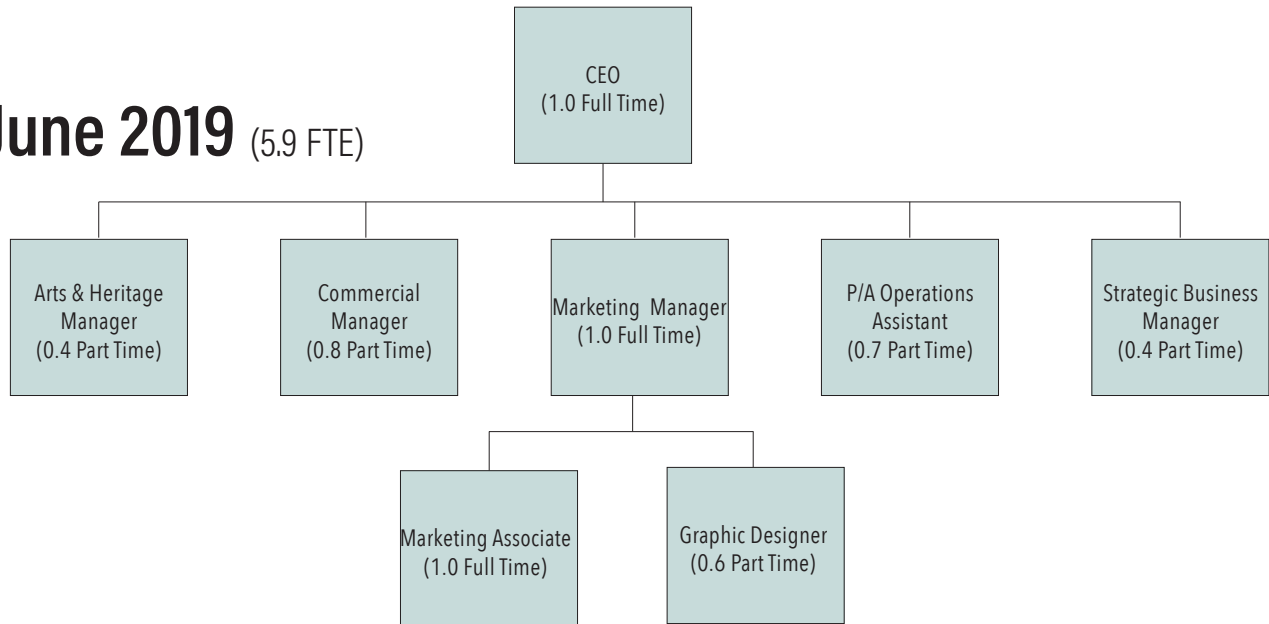 CEO
(1.0 Full Time)
June 2019 (5.9 FTE)
Arts & Heritage
Manager
(0.4 Part Time)
Commercial
Manager
(0.8 Part Time)
Marketing Manager
(1.0 Full Time)
P/A Operations
Assistant
(0.7 Part Time)
Strategic Business
Manager
(0.4 Part Time)
Marketing Associate
(1.0 Full Time)
Graphic Designer
(0.6 Part Time)